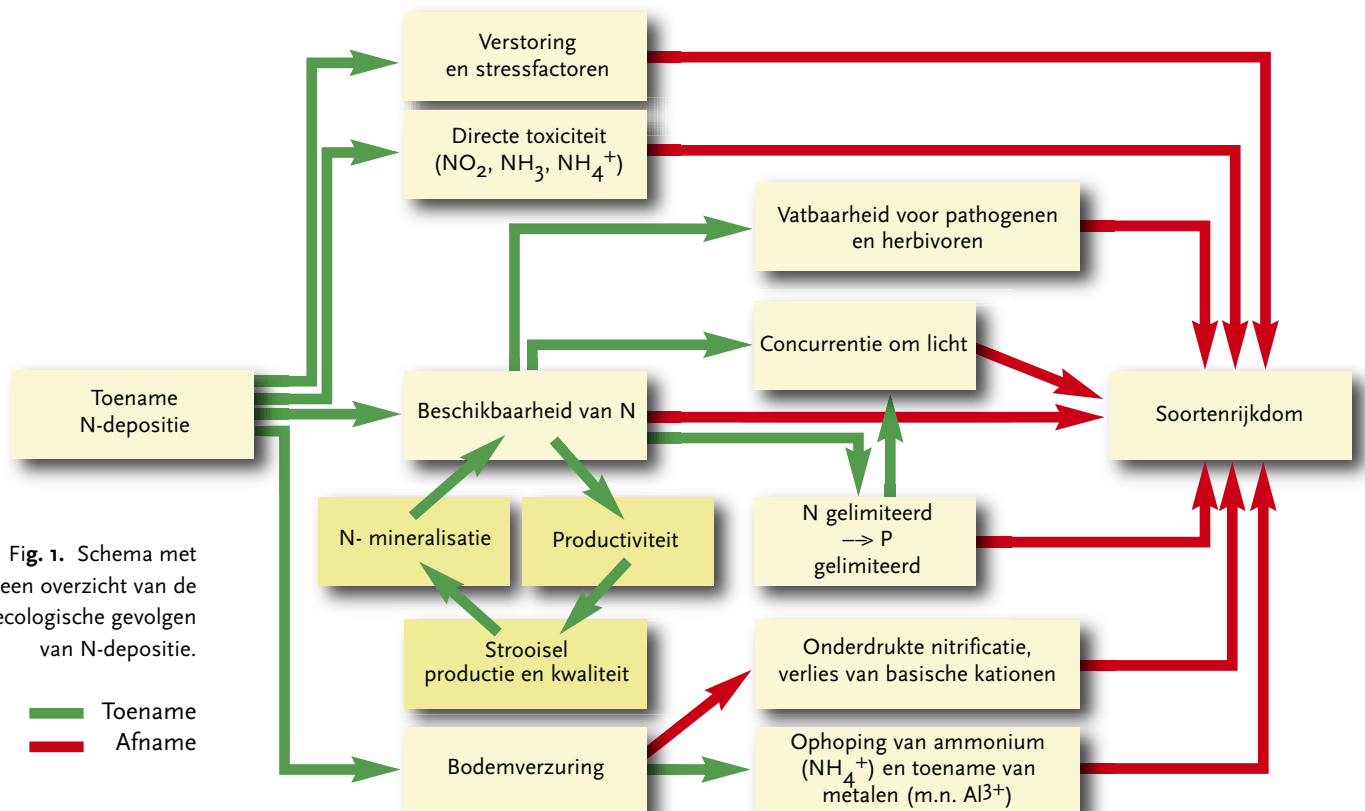 Verstoring
en stressfactoren
Directe toxiciteit
(NO₂, NH₃, NH₄⁺)
Vatbaarheid voor pathogenen
en herbivoren
Concurrentie om licht
Toename
N-depositie
Beschikbaarheid van N
Soortenrijkdom
N- mineralisatie
Productiviteit
N gelimiteerd
--> P
gelimiteerd
Strooisel
productie en kwaliteit
Onderdrukte nitrificatie,
verlies van basische kationen
Bodemverzuring
Ophoping van ammonium
(NH₄⁺) en toename van
metalen (m.n. Al³⁺)
Fig. 1. Schema met
een overzicht van de
ecologische gevolgen
van N-depositie.
Toename
Afname